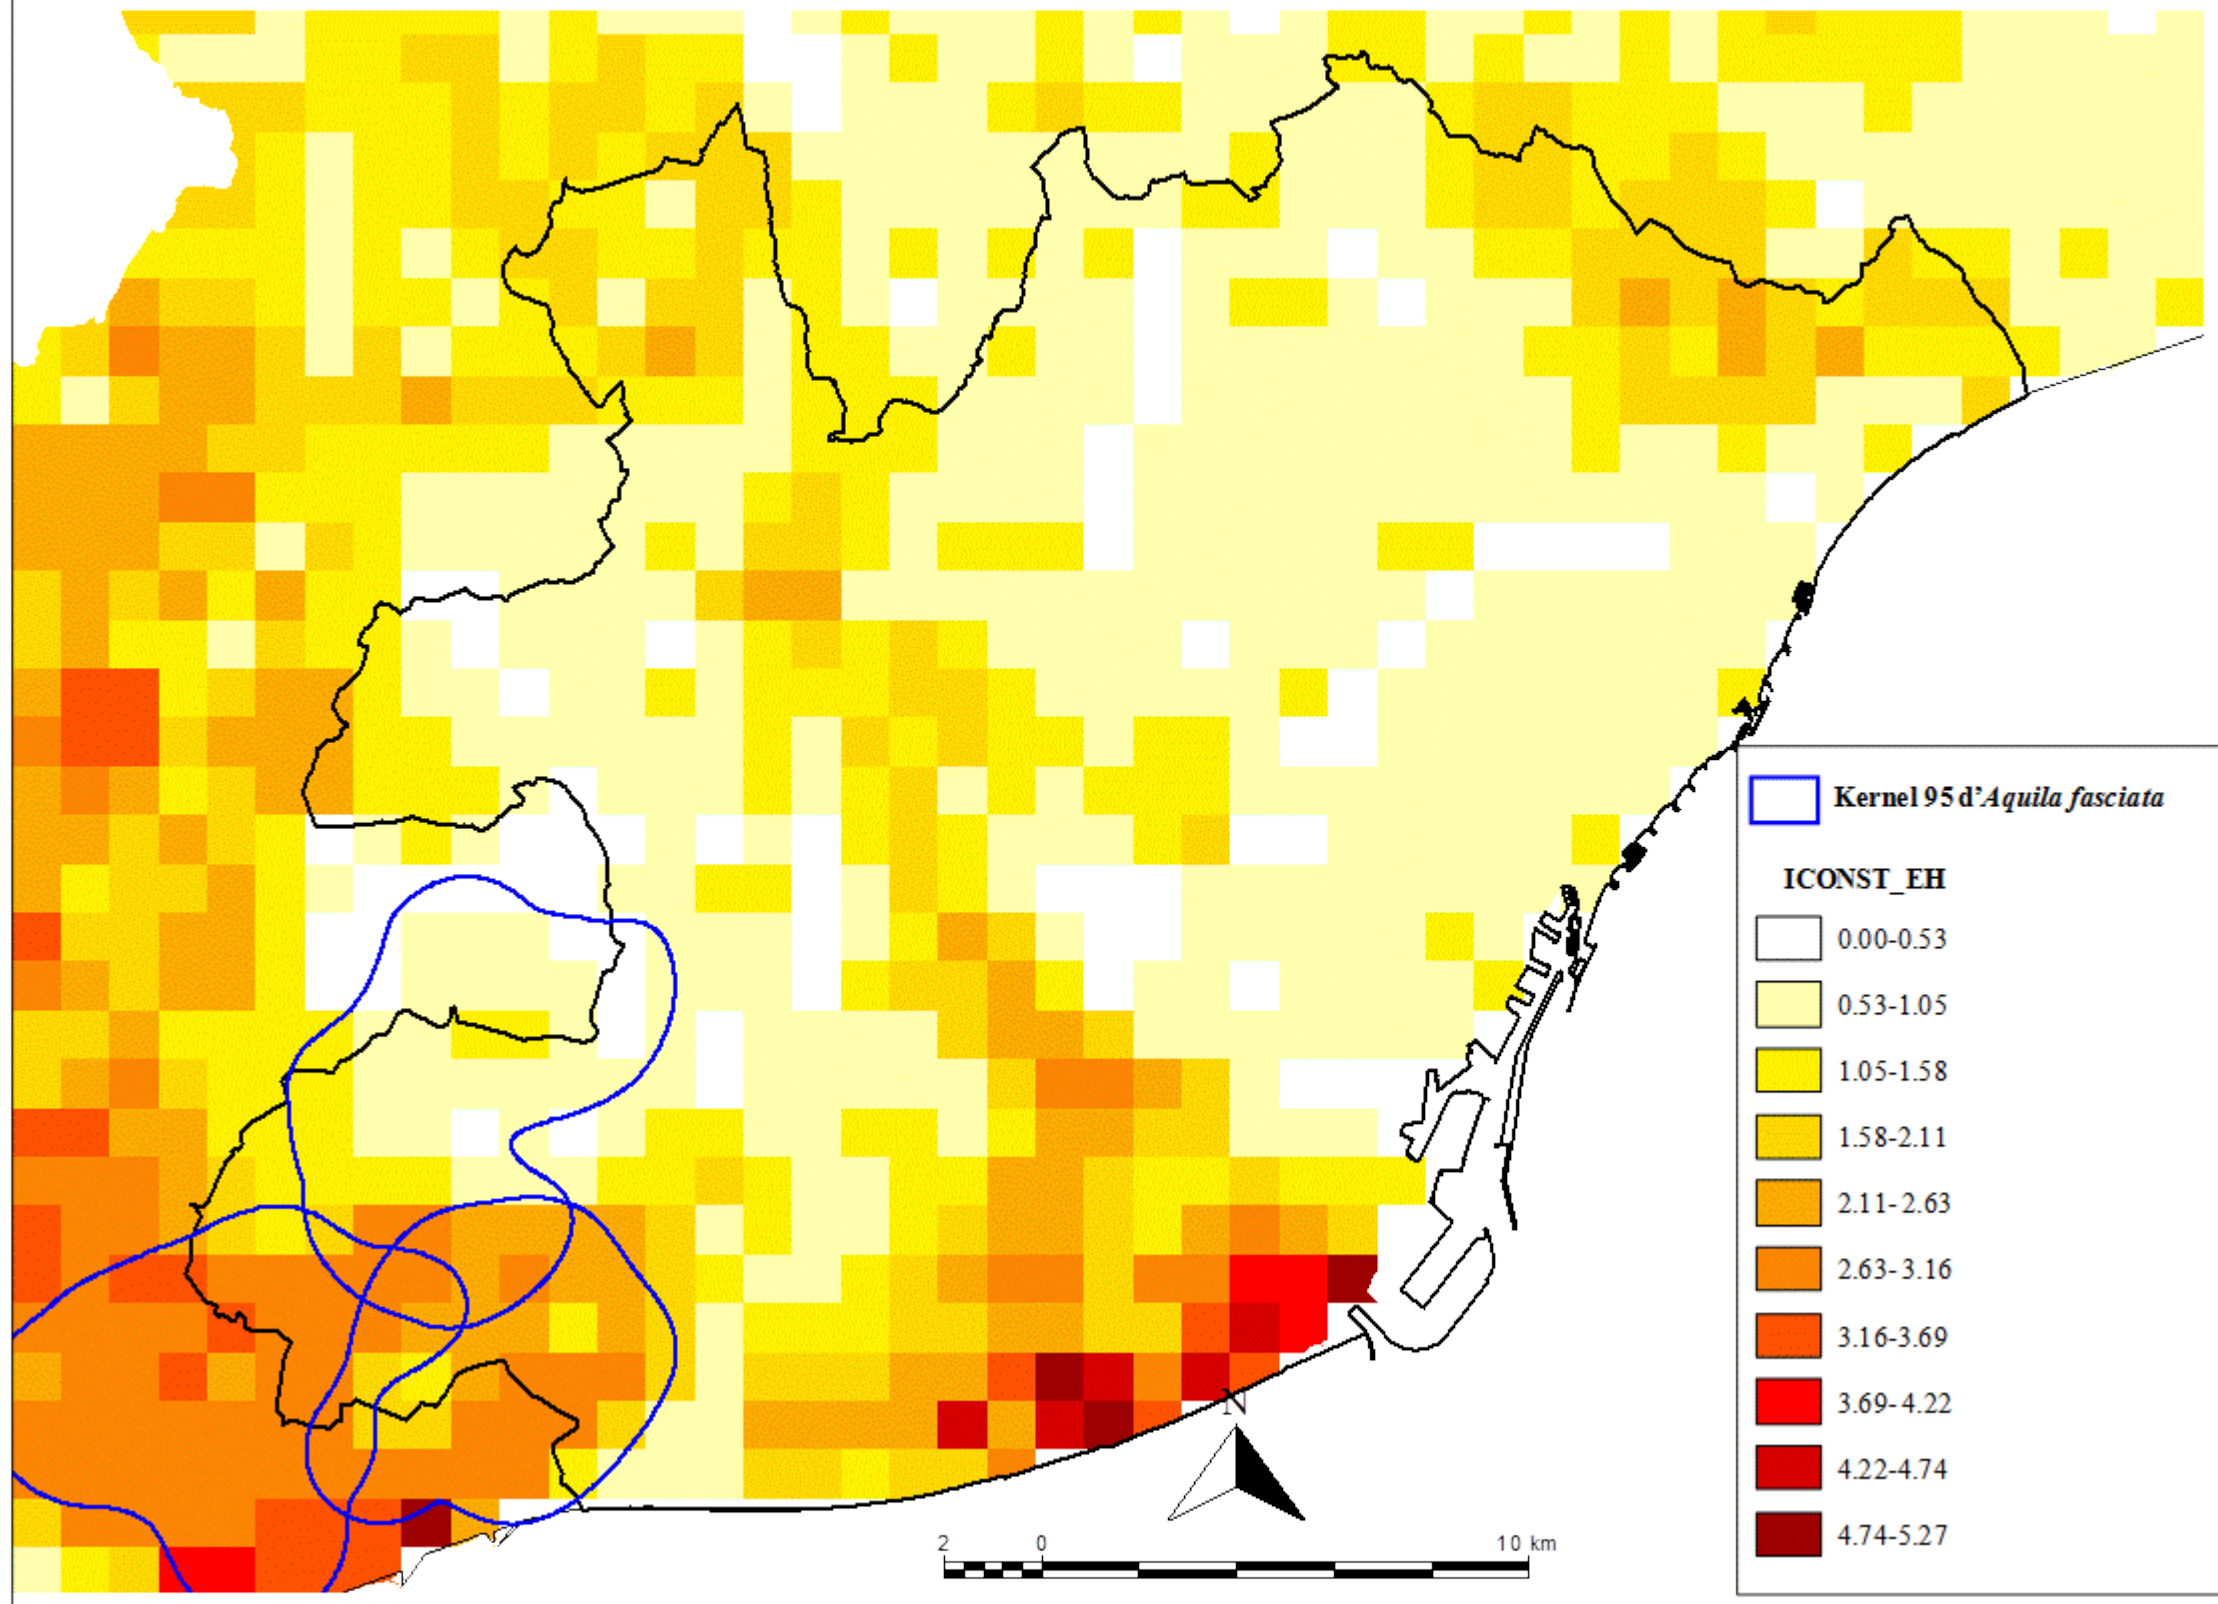 Kernel 95 d'Aquila fasciata
ICONST_EH
0.00-0.53
0.53-1.05
1.05-1.58
1.58-2.11
2.11- 2.63
2.63- 3.16
3.16-3.69
3.69- 4.22
4.22-4.74
4.74-5.27
N
2 0 10 km